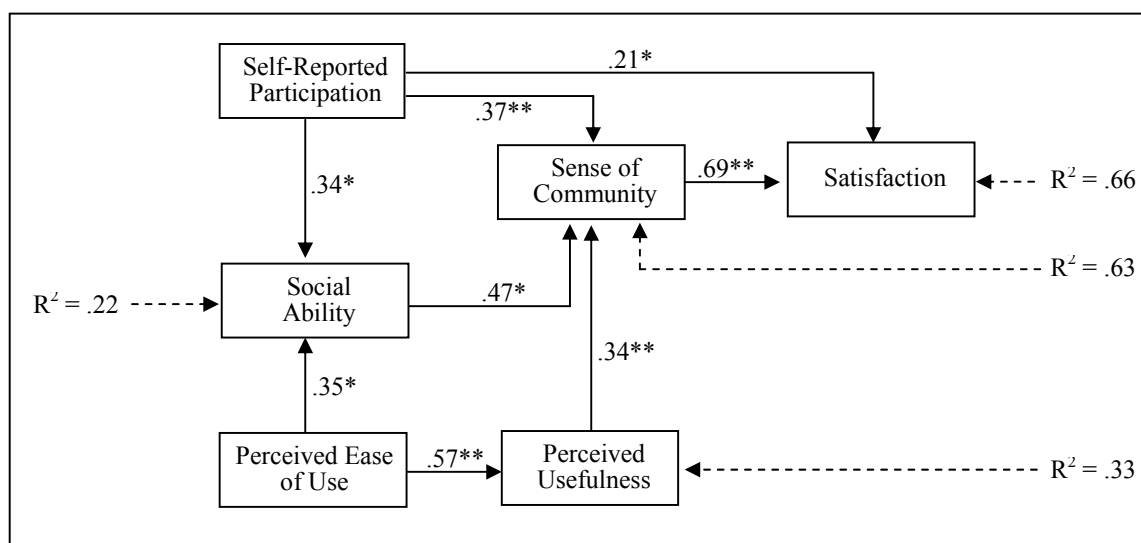 Self-Reported
Participation
.21*
.37**
.34*
Sense of
Community
.69**
Satisfaction
R² = .66
R² = .63
R² = .22
Social
Ability
.47*
.34**
.35*
Perceived Ease
of Use
.57**
Perceived
Usefulness
R² = .33